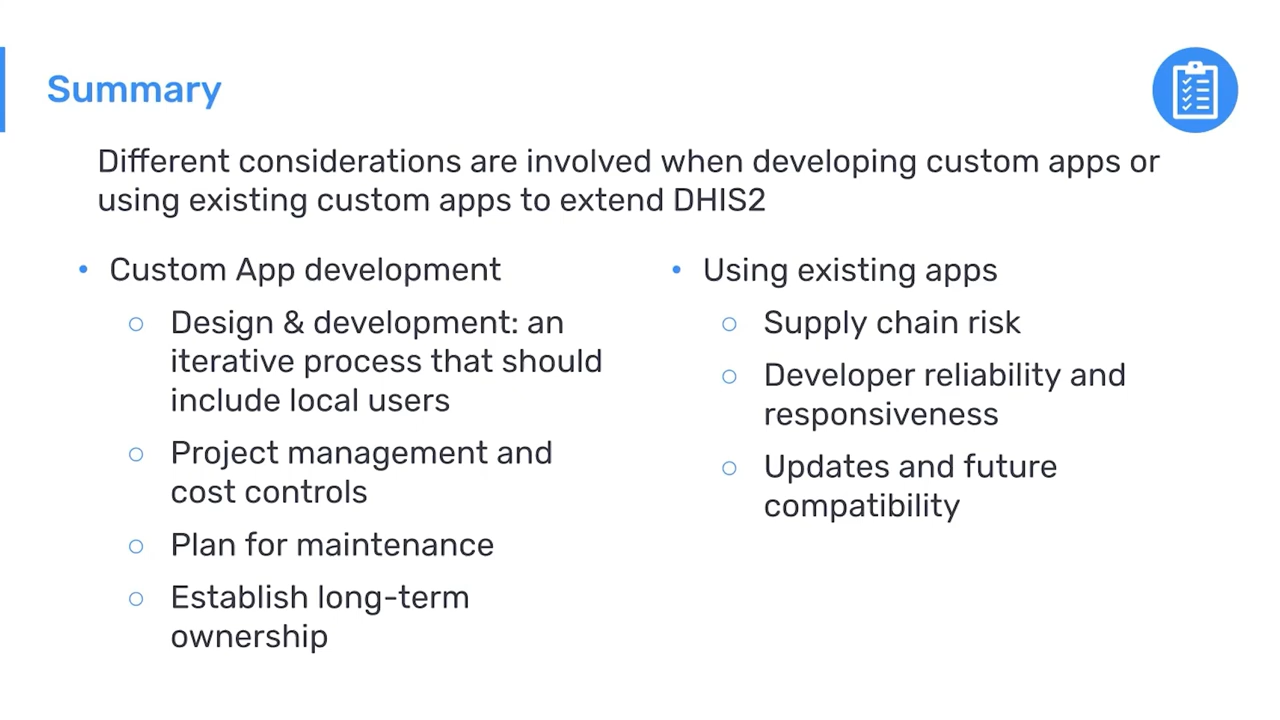 Summary
Different considerations are involved when developing custom apps or
using existing custom apps to extend DHIS2
• Custom App development
○ Design & development: an
iterative process that should
include local users
○ Project management and
cost controls
○ Plan for maintenance
○ Establish long-term
ownership
• Using existing apps
○ Supply chain risk
○ Developer reliability and
responsiveness
○ Updates and future
compatibility